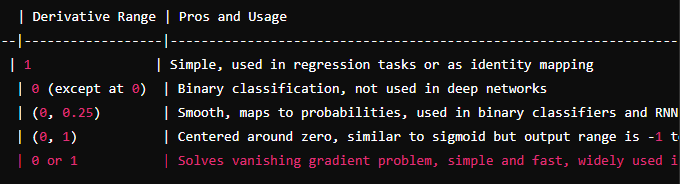 | Derivative Range | Pros and Usage
--|-----------------|----------------------------------------------------------------
| 1 | Simple, used in regression tasks or as identity mapping
| 0 (except at 0) | Binary classification, not used in deep networks
| (0, 0.25) | Smooth, maps to probabilities, used in binary classifiers and RNN
| (0, 1) | Centered around zero, similar to sigmoid but output range is -1 t
| 0 or 1 | Solves vanishing gradient problem, simple and fast, widely used i